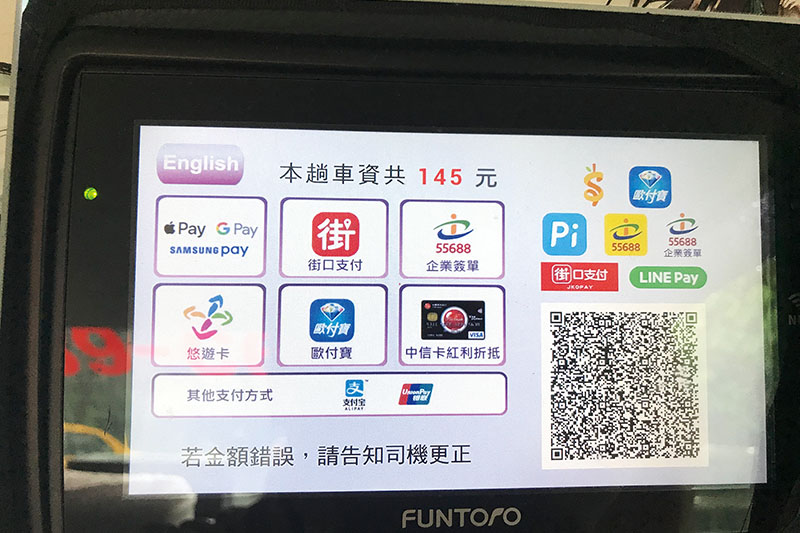 English
本趟車資共 145 元
Pay G Pay
SAMSUNG pay
街
街口支付
55688
企業簽單
悠遊卡
歐付寶
歐付寶
VISA
中信卡紅利折抵
其他支付方式
支
支付宝
ALIPAY
UnionPay
银联
若金額錯誤，請告知司機更正
$
歐付寶
Pi
55688
55688
企業簽單
街口支付
JKOPAY
LINE Pay
FUNTORO